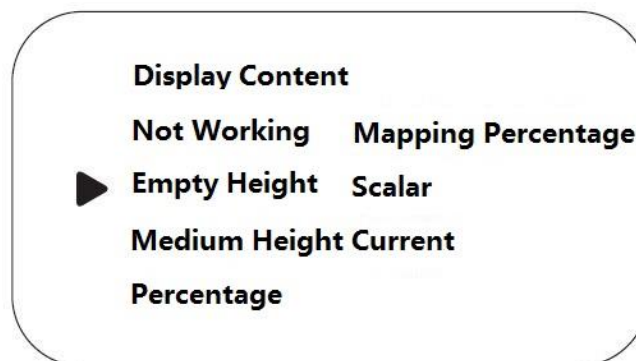 Display Content
Not Working Mapping Percentage
Empty Height Scalar
Medium Height Current
Percentage